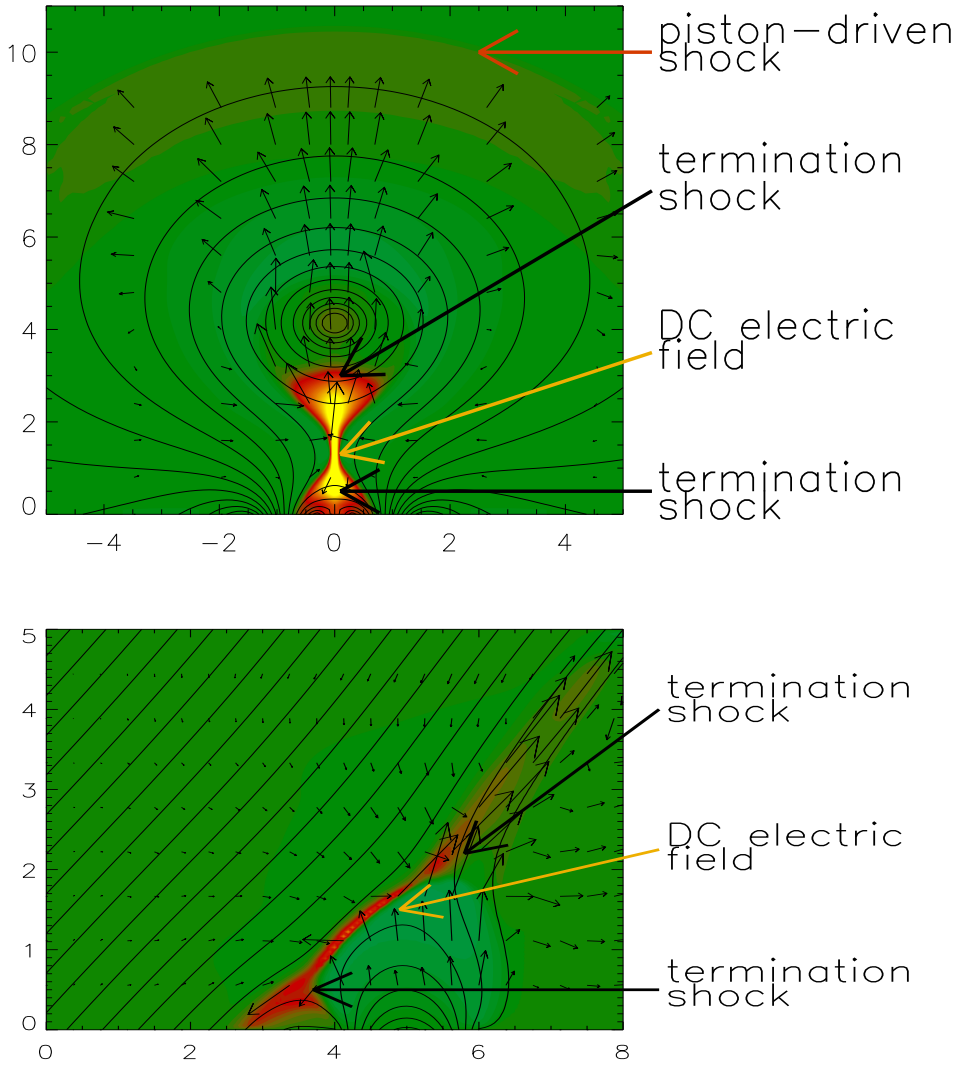 piston-driven
shock
10
8
termination
shock
6
DC electric
field
4
2
termination
shock
0
-4 -2 0 2 4
5
termination
shock
4
3
DC electric
field
2
1
termination
shock
0
0 2 4 6 8